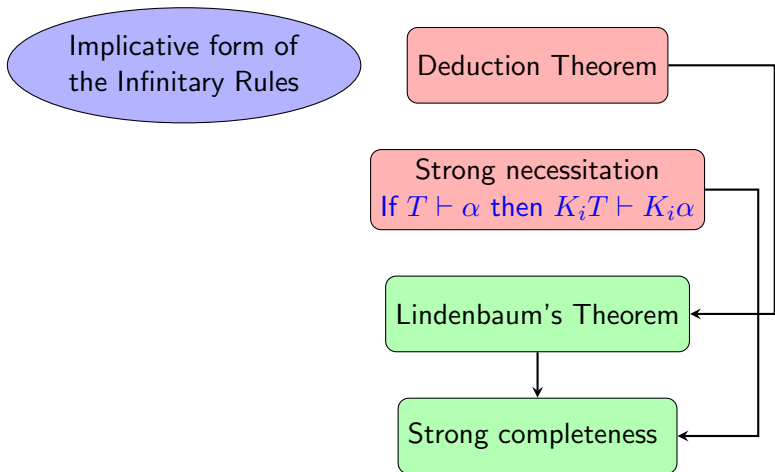 Implicative form of
the Infinitary Rules
Deduction Theorem
Strong necessitation
If T ⊢ α then K_iT ⊢ K_iα
Lindenbaum's Theorem
Strong completeness